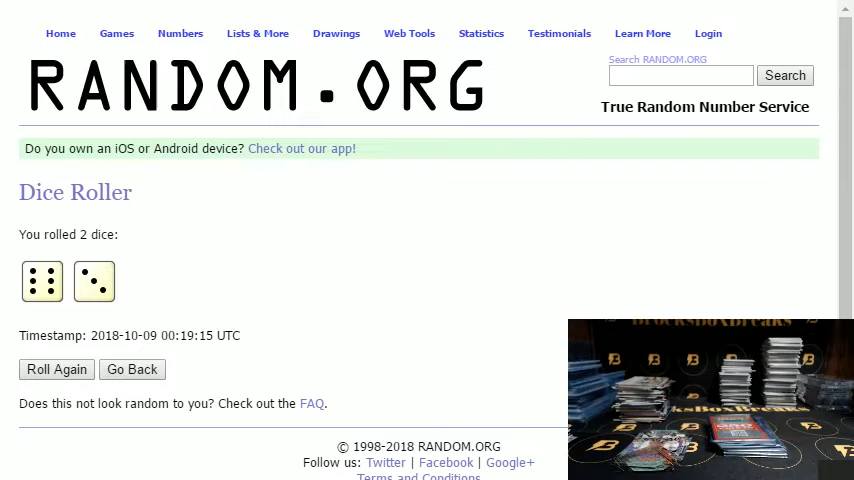 Home Games Numbers Lists & More Drawings Web Tools Statistics Testimonials Learn More Login
RANDOM.ORG
Search RANDOM.ORG
Search
True Random Number Service
Do you own an iOS or Android device? Check out our app!
Dice Roller
You rolled 2 dice:
Timestamp: 2018-10-09 00:19:15 UTC
Roll Again Go Back
Does this not look random to you? Check out the FAQ.
© 1998-2018 RANDOM.ORG
Follow us: Twitter | Facebook | Google+
Terms and Conditions